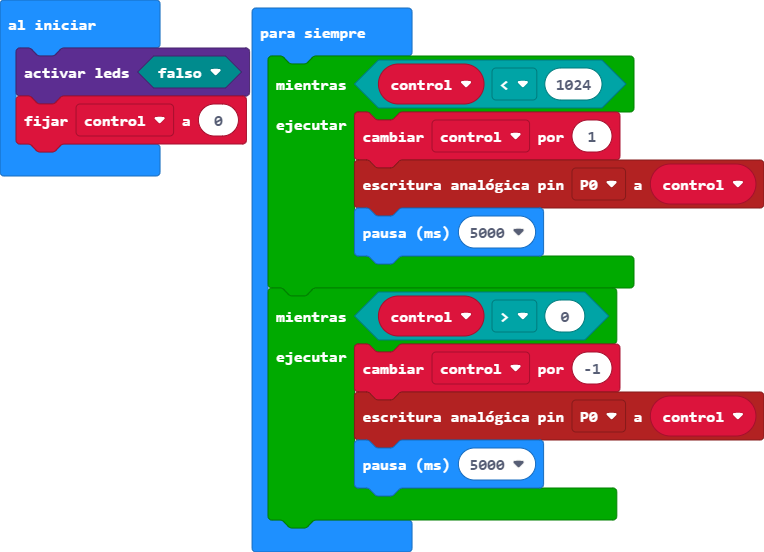 al iniciar
activar leds falso
fijar control a 0
para siempre
mientras control < 1024
ejecutar
cambiar control por 1
escritura analógica pin P0 a control
pausa (ms) 5000
mientras control > 0
ejecutar
cambiar control por -1
escritura analógica pin P0 a control
pausa (ms) 5000